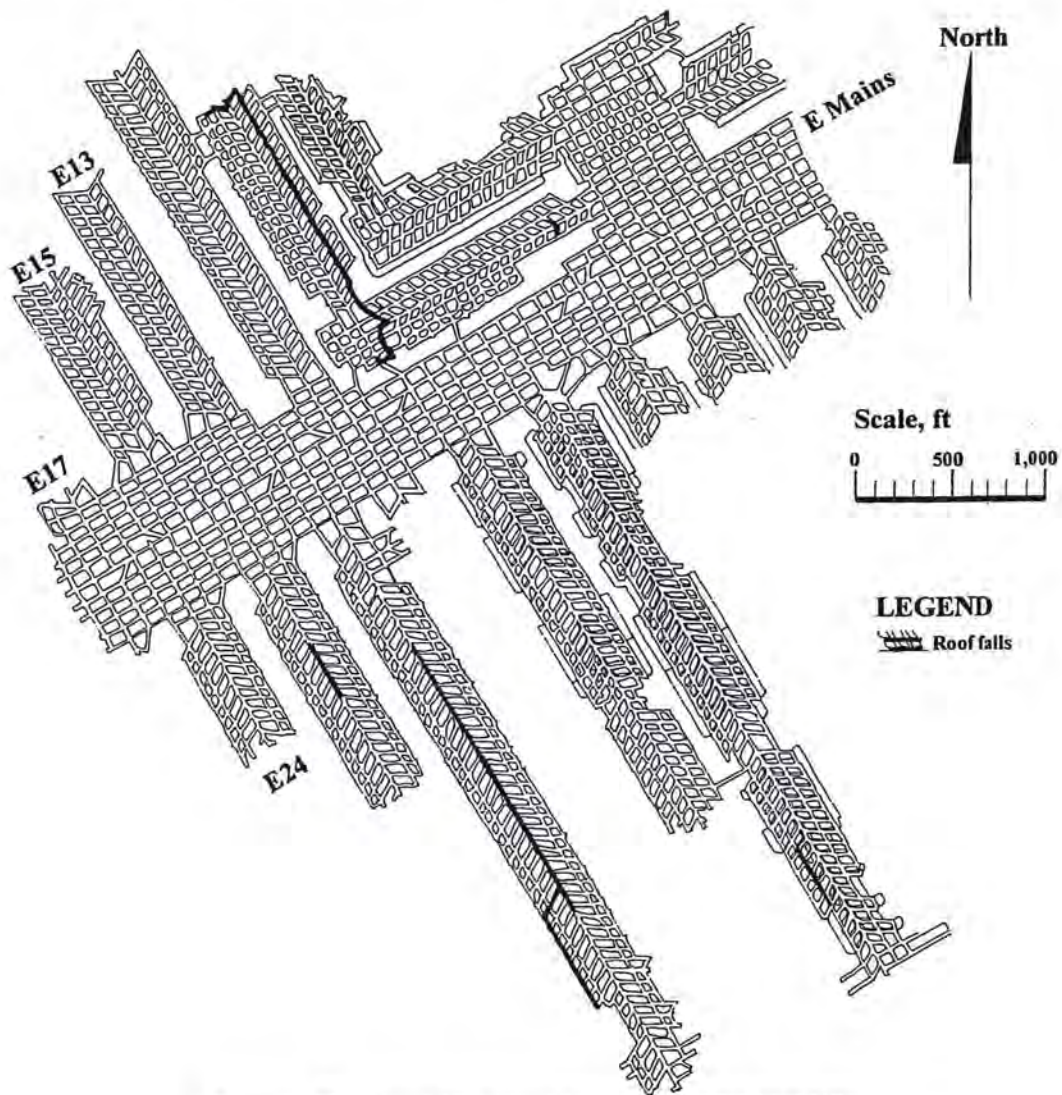 North
E Mains
E13
E15
Scale, ft
0 500 1,000
E17
LEGEND
Roof falls
E24